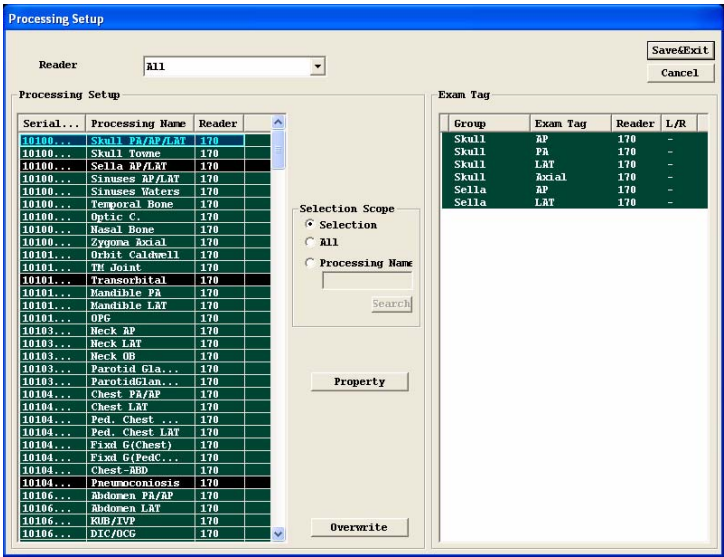 Processing Setup
Save&Exit
Reader All
Cancel
Processing Setup
Serial... Processing Name Reader
10100... Skull PA/AP/LAT 170
10100... Skull Towne 170
10100... Sella AP/LAT 170
10100... Sinuses AP/LAT 170
10100... Sinuses Waters 170
10100... Temporal Bone 170
10100... Optic C. 170
10100... Nasal Bone 170
10100... Zygoma Axial 170
10101... Orbit Caldwell 170
10101... TM Joint 170
10101... Transorbital 170
10101... Mandible PA 170
10101... Mandible LAT 170
10101... OPG 170
10103... Neck AP 170
10103... Neck LAT 170
10103... Neck OB 170
10103... Parotid Gla... 170
10103... ParotidGlan... 170
10104... Chest PA/AP 170
10104... Chest LAT 170
10104... Ped. Chest ... 170
10104... Ped. Chest LAT 170
10104... Fixd G(Chest) 170
10104... Fixd G(PedC... 170
10104... Chest-ABD 170
10104... Pneumoconiosis 170
10106... Abdomen PA/AP 170
10106... Abdomen LAT 170
10106... KUB/IVP 170
10106... DIC/OCG 170
Selection Scope
Selection
All
Processing Name
Search
Property
Overwrite
Exam Tag
Group Exam Tag Reader L/R
Skull AP 170 -
Skull PA 170 -
Skull LAT 170 -
Skull Axial 170 -
Sella AP 170 -
Sella LAT 170 -